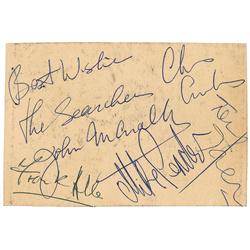 Best Wishes
Chris
Curtis
The Searchers
John McNally
Mike Pender
Frank Allen